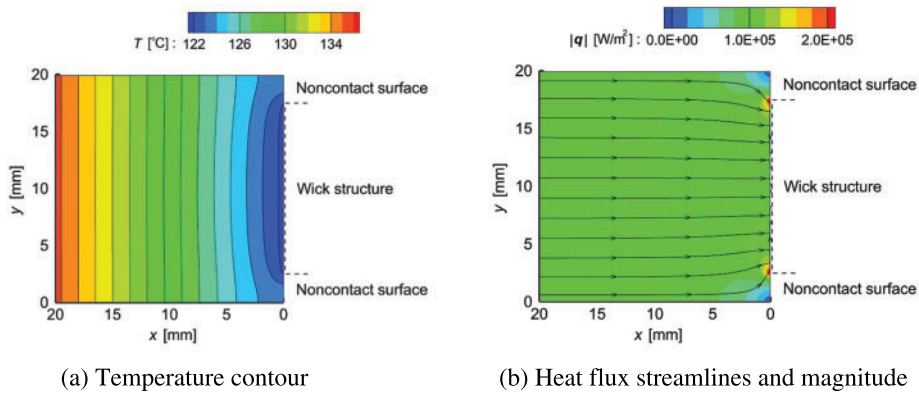 T [°C] : 122 126 130 134
|q| [W/m²] : 0.0E+00 1.0E+05 2.0E+05
20
15
10
5
0
y [mm]
20 15 10 5 0
x [mm]
Noncontact surface
Wick structure
Noncontact surface
20
15
10
5
0
y [mm]
20 15 10 5 0
x [mm]
Noncontact surface
Wick structure
Noncontact surface
(a) Temperature contour
(b) Heat flux streamlines and magnitude